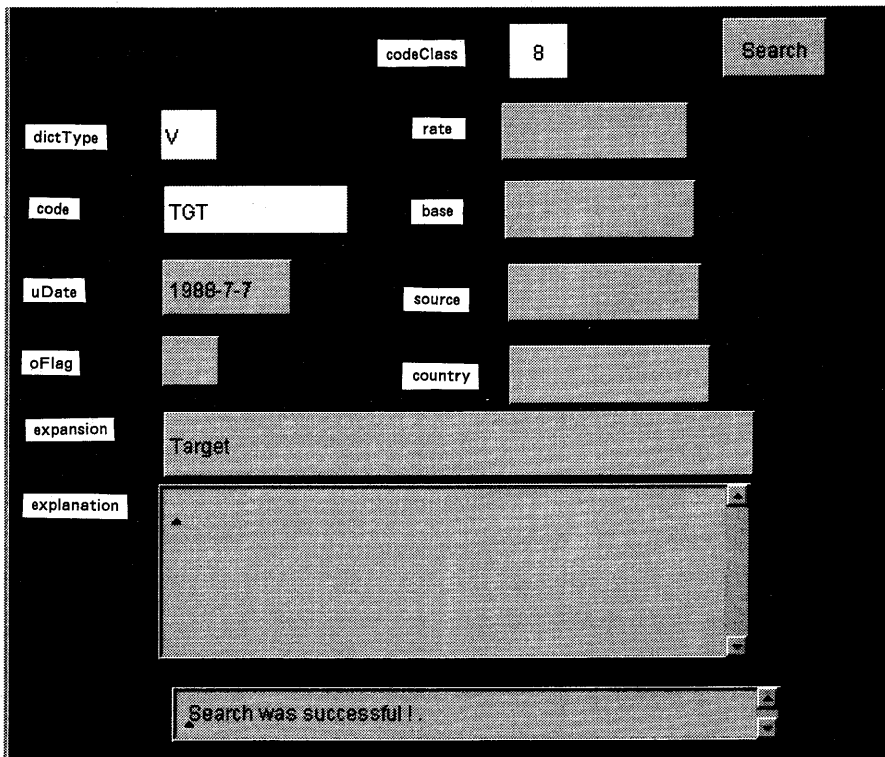 codeClass 8 Search
dictType V rate
code TGT base
uDate 1988-7-7 source
oFlag country
expansion Target
explanation
Search was successful ! .